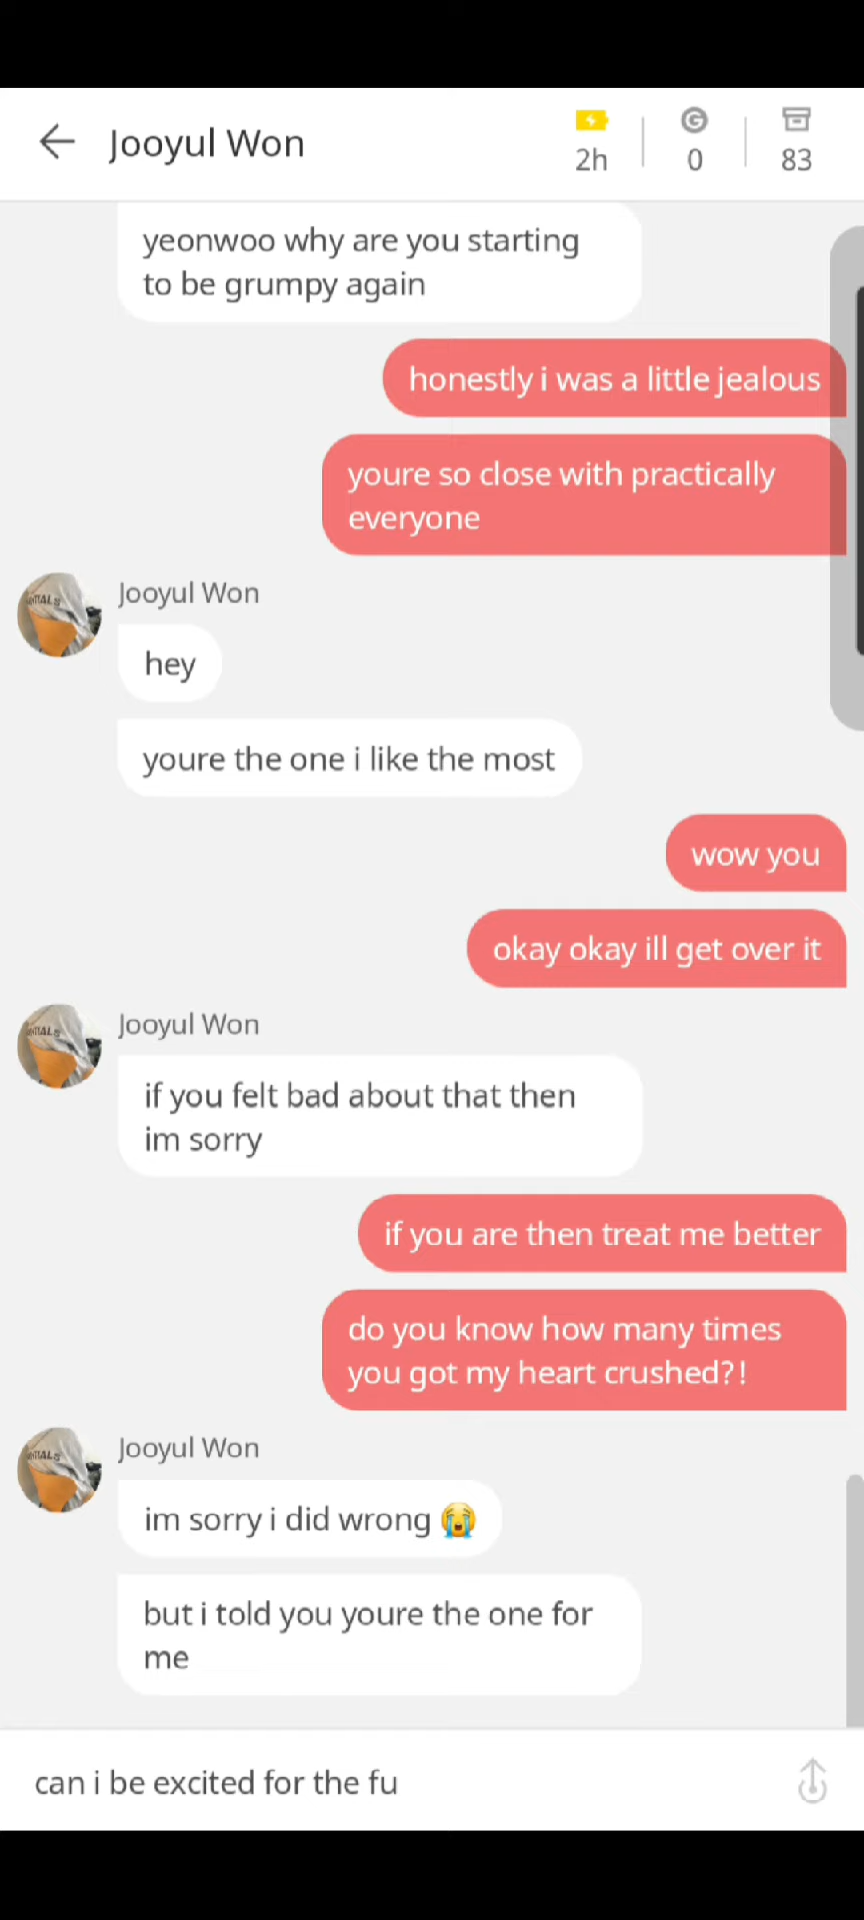 Jooyul Won
2h
0
83
yeonwoo why are you starting
to be grumpy again
honestly i was a little jealous
youre so close with practically
everyone
Jooyul Won
hey
youre the one i like the most
wow you
okay okay ill get over it
Jooyul Won
if you felt bad about that then
im sorry
if you are then treat me better
do you know how many times
you got my heart crushed?!
Jooyul Won
im sorry i did wrong 😭
but i told you youre the one for
me
can i be excited for the fu